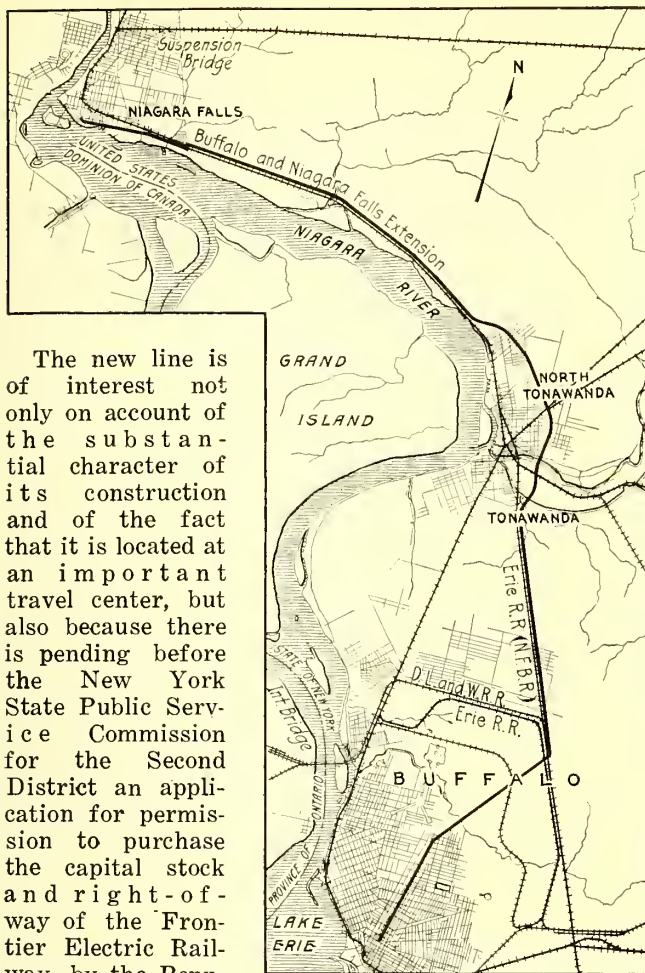 Suspension
Bridge
N
NIAGARA FALLS
Buffalo and Niagara Falls Extension
UNITED STATES
DOMINION OF CANADA
NIAGARA
RIVER
GRAND
ISLAND
NORTH
TONAWANDA
TONAWANDA
Erie R.R. (N.F.B.R.)
STATE OF NEW YORK
Int. Bridge
D.L. and W.R.R.
Erie R.R.
BUFFALO
PROVINCE OF ONTARIO
LAKE
ERIE
The new line is
of interest not
only on account of
the substan-
tial character of
its construction
and of the fact
that it is located at
an important
travel center, but
also because there
is pending before
the New York
State Public Serv-
ice Commission
for the Second
District an appli-
cation for permis-
sion to purchase
the capital stock
and right-of-
way of the Fron-
tier Electric Rail-
way by the